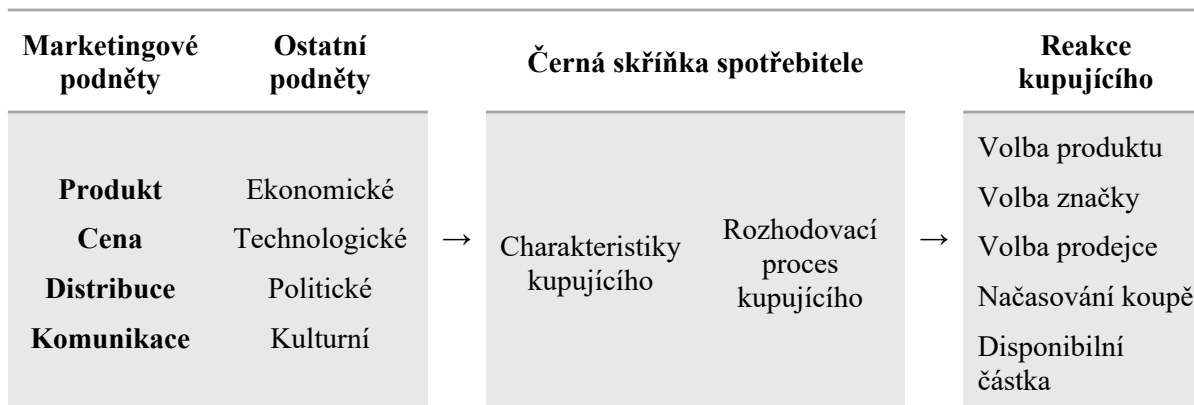 Marketingové
podněty
Ostatní
podněty
Černá skříňka spotřebitele
Reakce
kupujícího
Produkt
Cena
Distribuce
Komunikace
Ekonomické
Technologické
Politické
Kulturní
→
Charakteristiky
kupujícího
Rozhodovací
proces
kupujícího
→
Volba produktu
Volba značky
Volba prodejce
Načasování koupě
Disponibilní
částka